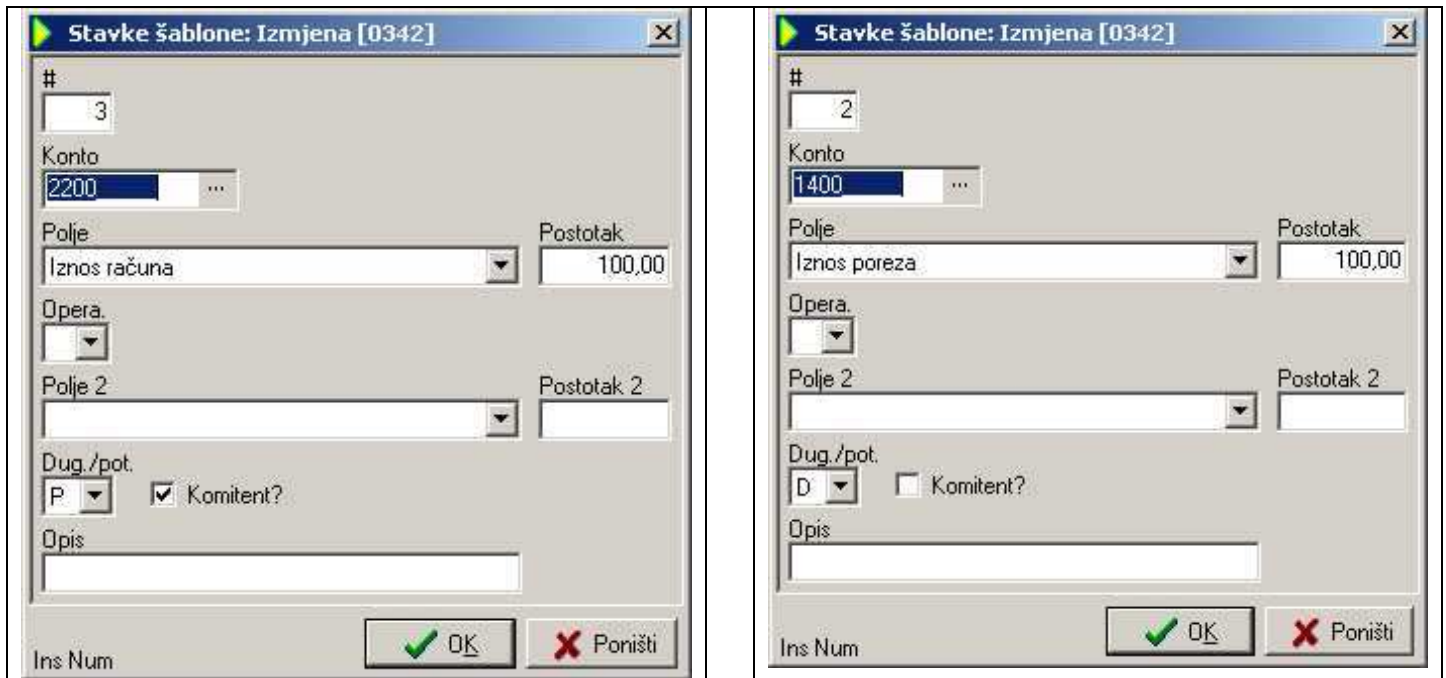 Stavke šablone: Izmjena [0342]
#
3
Konto
2200 ...
Polje Postotak
Iznos računa 100,00
Opera.
Polje 2 Postotak 2
Dug./pot.
P Komitent?
Opis
OK Poništi
Ins Num
Stavke šablone: Izmjena [0342]
#
2
Konto
1400 ...
Polje Postotak
Iznos poreza 100,00
Opera.
Polje 2 Postotak 2
Dug./pot.
D Komitent?
Opis
OK Poništi
Ins Num